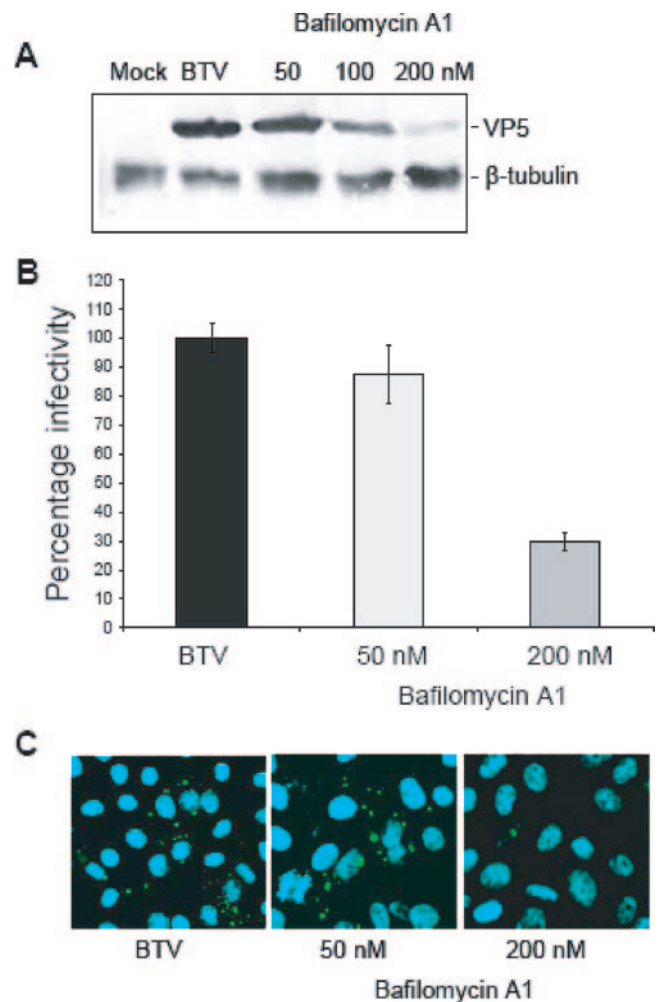 Bafilomycin A1
A
Mock BTV 50 100 200 nM
-VP5
-β-tubulin
B
Percentage infectivity
120
110
100
90
80
70
60
50
40
30
20
10
0
BTV 50 nM 200 nM
Bafilomycin A1
C
BTV 50 nM 200 nM
Bafilomycin A1